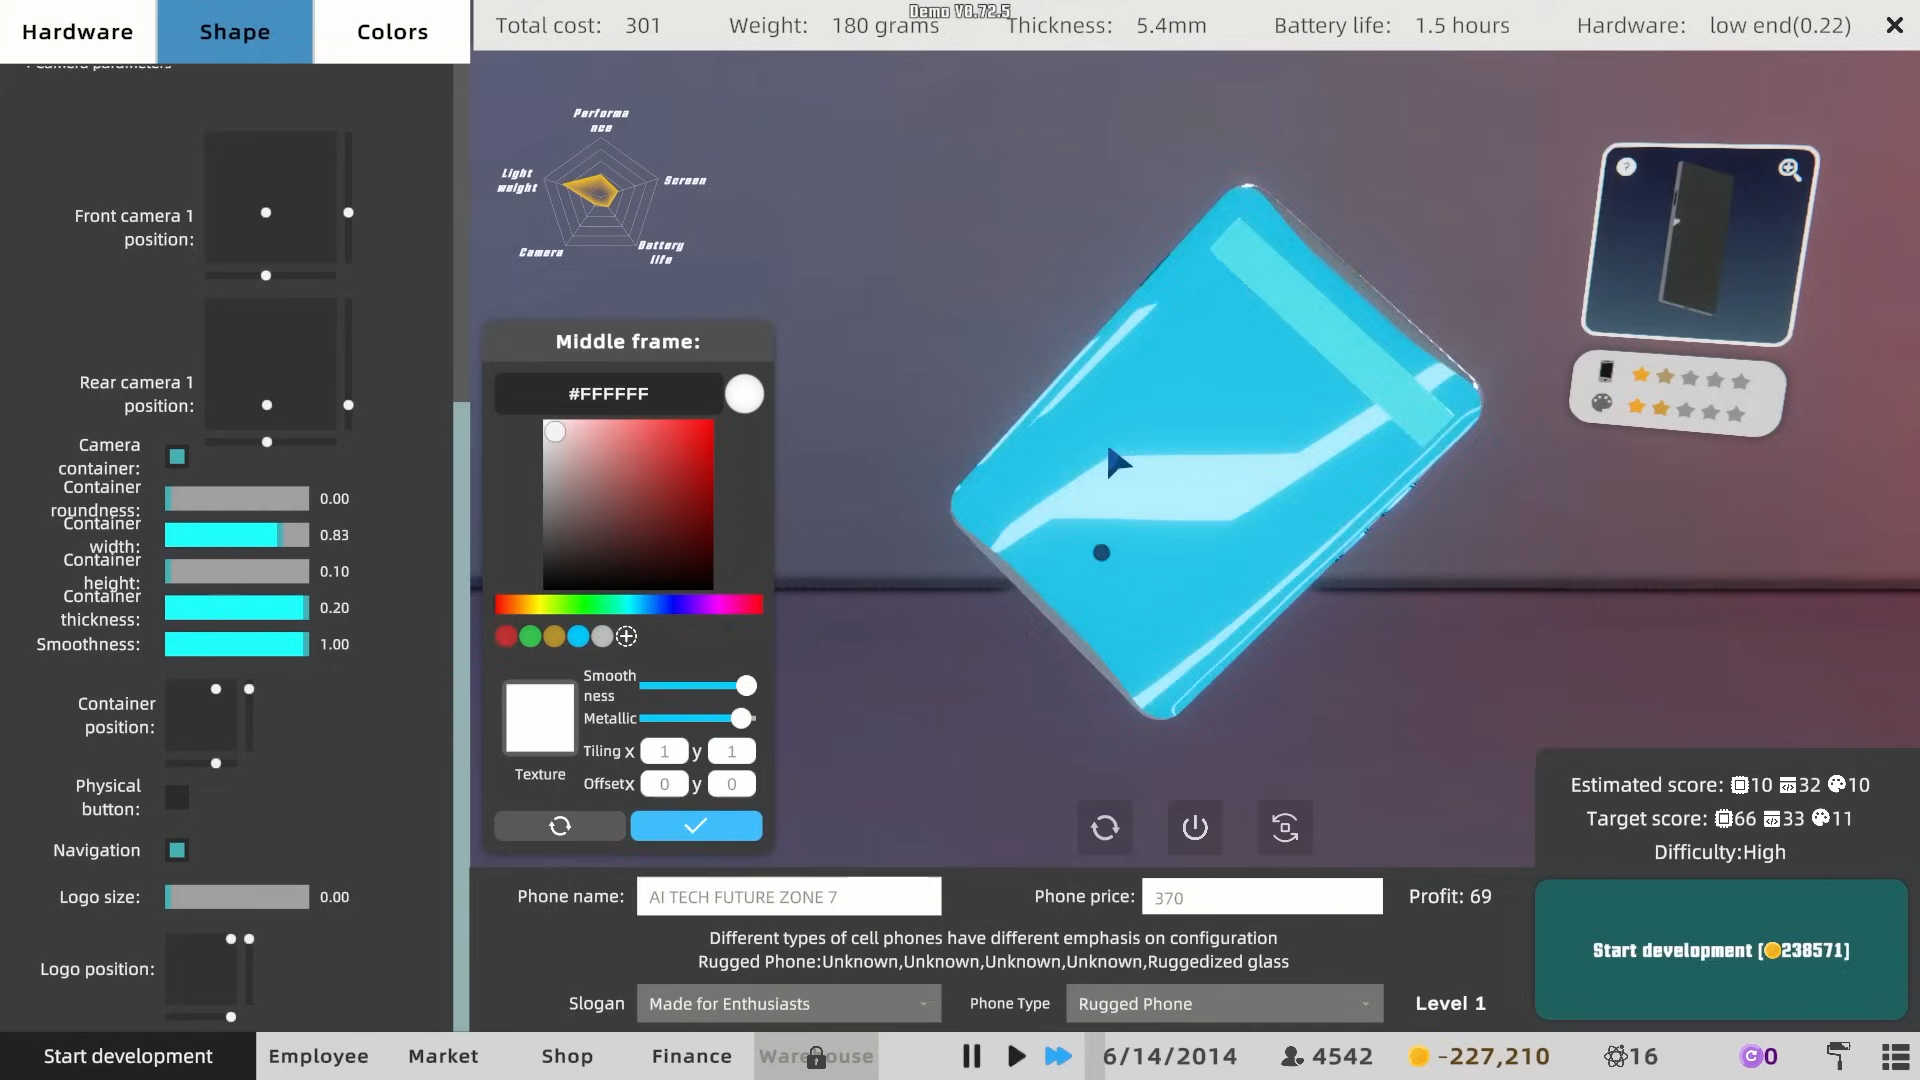 Hardware
Shape
Colors
Total cost: 301
Weight: 180 grams
Demo V0.72.5
Thickness: 5.4mm
Battery life: 1.5 hours
Hardware: low end(0.22)
Camera parameters
Front camera 1
position:
Rear camera 1
position:
Camera
container:
Container
roundness:
0.00
Container
width:
0.83
Container
height:
0.10
Container
thickness:
0.20
Smoothness:
1.00
Container
position:
Physical
button:
Navigation
Logo size:
0.00
Logo position:
Performa
nce
Light
weight
Screen
Camera
Battery
life
Middle frame:
#FFFFFF
Smooth
ness
Metallic
Tiling x 1 y 1
Texture
Offsetx 0 y 0
?
Estimated score: 10 32 10
Target score: 66 33 11
Difficulty:High
Phone name: AI TECH FUTURE ZONE 7
Phone price: 370
Profit: 69
Different types of cell phones have different emphasis on configuration
Rugged Phone:Unknown,Unknown,Unknown,Unknown,Ruggedized glass
Start development [238571]
Slogan Made for Enthusiasts
Phone Type Rugged Phone
Level 1
Start development
Employee
Market
Shop
Finance
Warehouse
6/14/2014
4542
-227,210
16
0